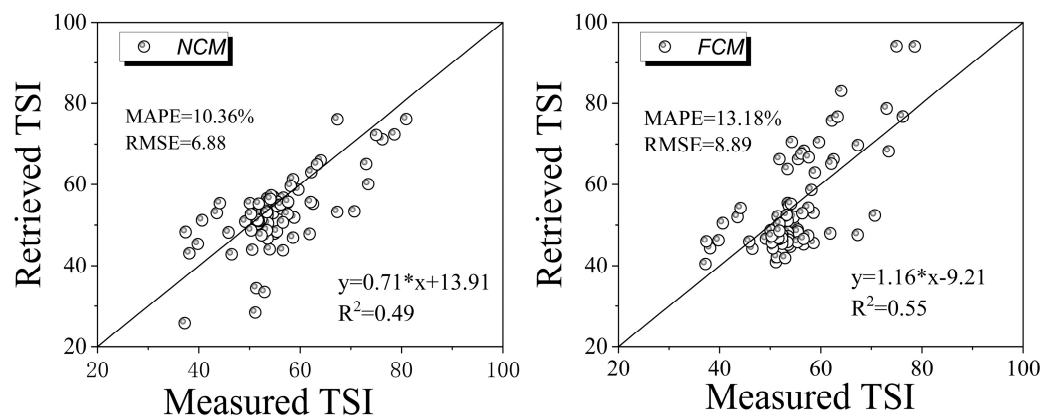 NCM
MAPE=10.36%
RMSE=6.88
y=0.71*x+13.91
R²=0.49
Retrieved TSI
100
80
60
40
20
20 40 60 80 100
Measured TSI
FCM
MAPE=13.18%
RMSE=8.89
y=1.16*x-9.21
R²=0.55
Retrieved TSI
100
80
60
40
20
20 40 60 80 100
Measured TSI